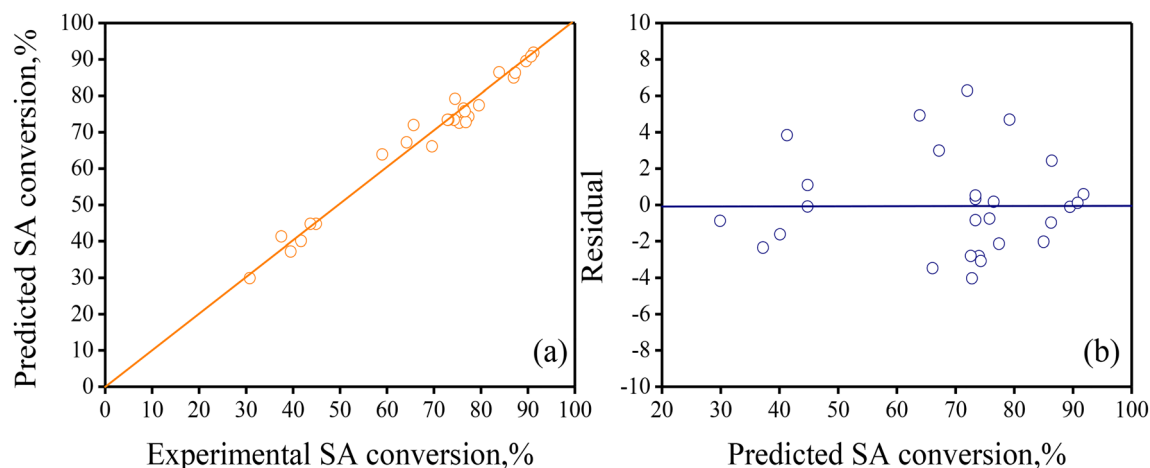 Predicted SA conversion,%
100
90
80
70
60
50
40
30
20
10
0
0 10 20 30 40 50 60 70 80 90 100
Experimental SA conversion,%
(a)
Residual
10
8
6
4
2
0
-2
-4
-6
-8
-10
20 30 40 50 60 70 80 90 100
Predicted SA conversion,%
(b)